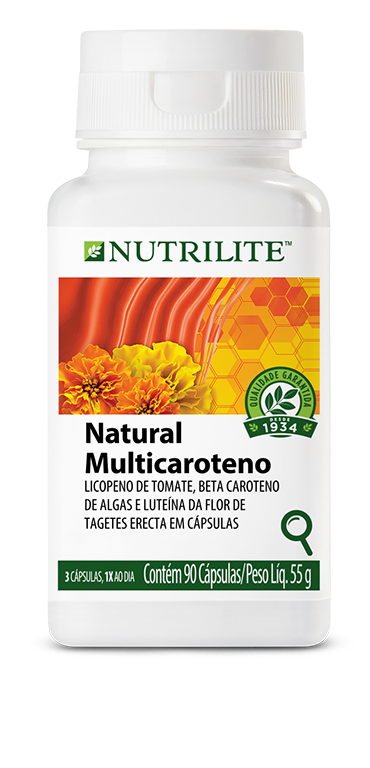 NUTRILITE™
QUALIDADE GARANTIDA
DESDE
1934
Natural
Multicaroteno
LICOPENO DE TOMATE, BETA CAROTENO
DE ALGAS E LUTEÍNA DA FLOR DE
TAGETES ERECTA EM CÁPSULAS
3 CÁPSULAS, 1X AO DIA Contém 90 Cápsulas/Peso Líq. 55 g